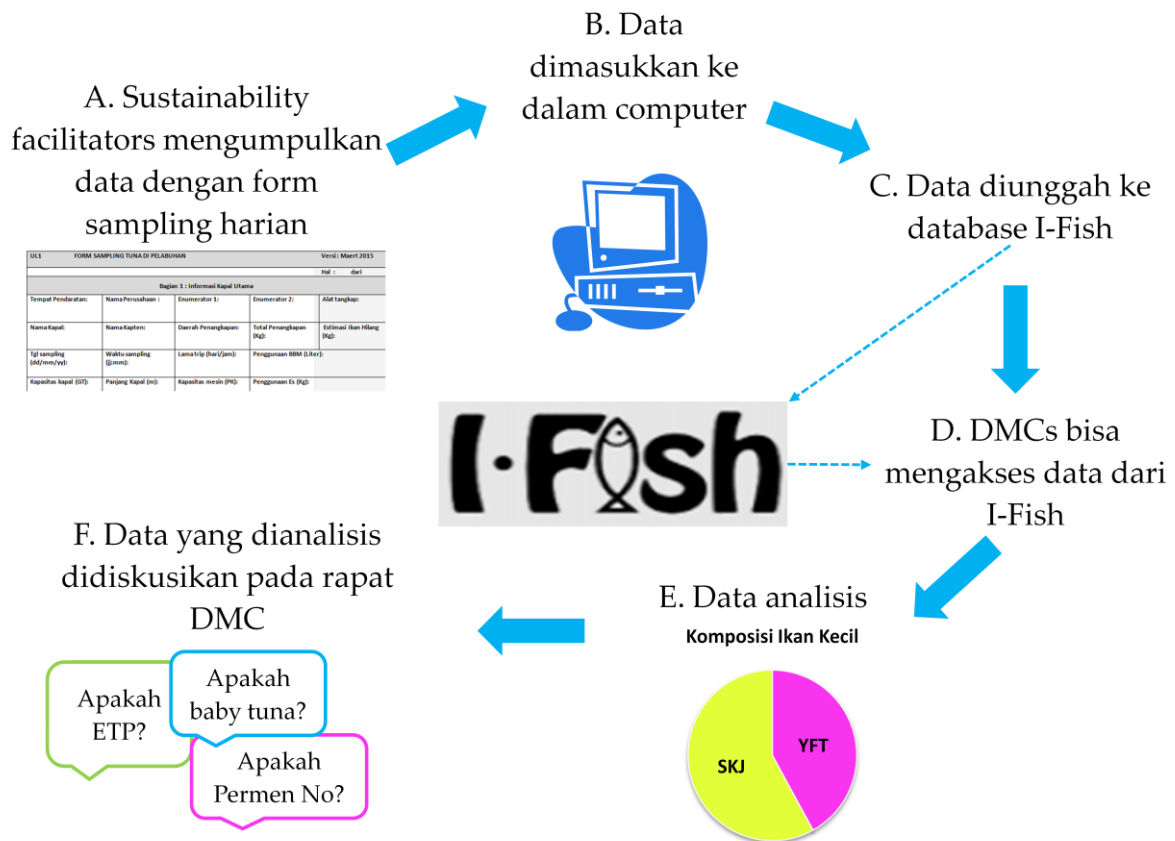 A. Sustainability
facilitators mengumpulkan
data dengan form
sampling harian
UL1 FORM SAMPLING TUNA DI PELABUHAN Versi: Maert 2015
Hal : dari
Bagian 1 : Informasi Kapal Utama
Tempat Pendaratan: Nama Perusahaan : Enumerator 1: Enumerator 2: Alat tangkap:
Nama Kapal: Nama Kapten: Daerah Penangkapan: Total Penangkapan (Kg): Estimasi Ikan Hilang (Kg):
Tgl sampling (dd/mm/yy): Waktu sampling (jj:mm): Lama trip (hari/jam): Penggunaan BBM (Liter):
Kapasitas kapal (GT): Panjang Kapal (m): Kapasitas mesin (PK): Penggunaan Es (Kg):
B. Data
dimasukkan ke
dalam computer
C. Data diunggah ke
database I-Fish
I·Fish
D. DMCs bisa
mengakses data dari
I-Fish
E. Data analisis
Komposisi Ikan Kecil
YFT
SKJ
F. Data yang dianalisis
didiskusikan pada rapat
DMC
Apakah
ETP?
Apakah
baby tuna?
Apakah
Permen No?